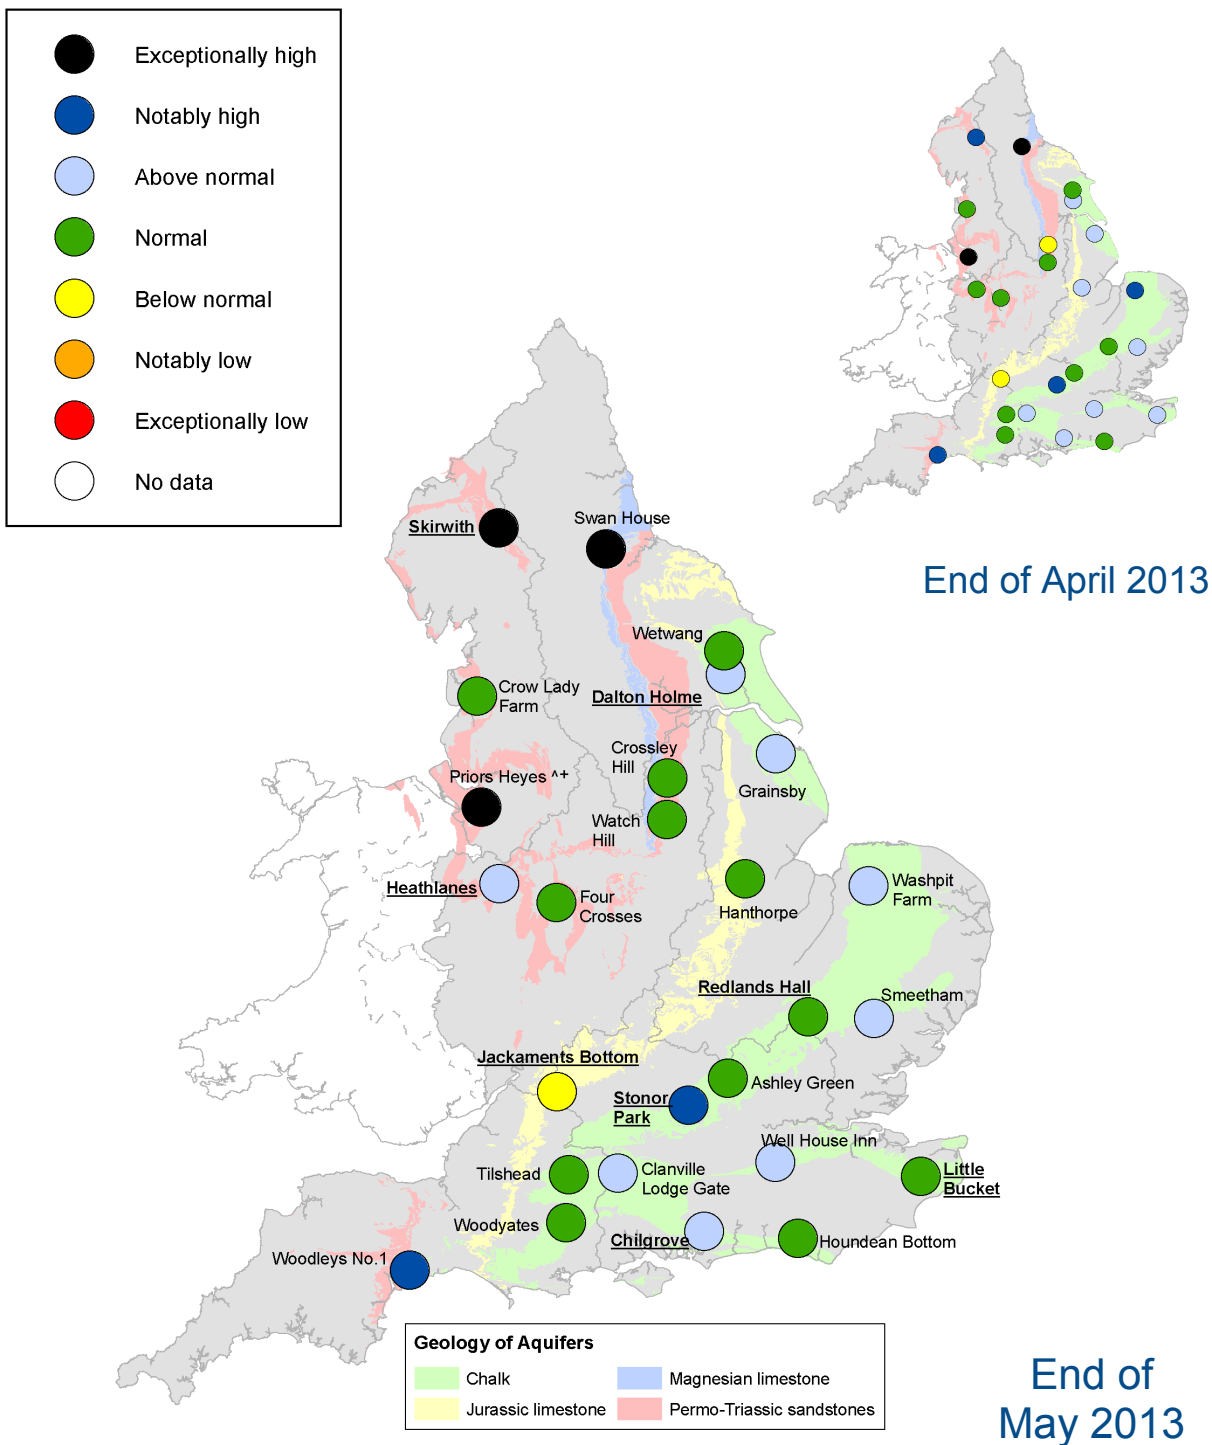 Exceptionally high
Notably high
Above normal
Normal
Below normal
Notably low
Exceptionally low
No data
End of April 2013
Skirwith
Swan House
Wetwang
Dalton Holme
Crow Lady
Farm
Crossley
Hill
Priors Heyes ^+
Grainsby
Watch
Hill
Heathlanes
Four
Crosses
Hanthorpe
Washpit
Farm
Redlands Hall
Smeetham
Jackaments Bottom
Ashley Green
Stonor
Park
Well House Inn
Tilshead
Clanville
Lodge Gate
Little
Bucket
Woodyates
Chilgrove
Houndean Bottom
Woodleys No.1
Geology of Aquifers
Chalk
Magnesian limestone
Jurassic limestone
Permo-Triassic sandstones
End of
May 2013